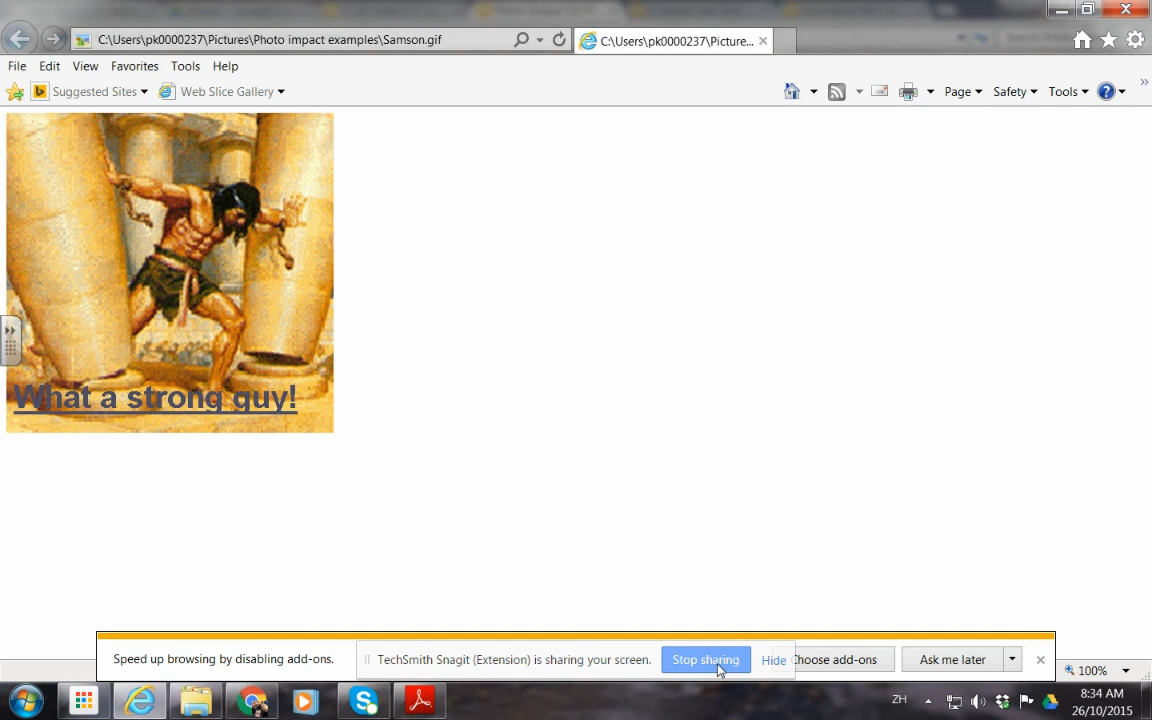 C:\Users\pk0000237\Pictures\Photo impact examples\Samson.gif
C:\Users\pk0000237\Picture...
File Edit View Favorites Tools Help
Suggested Sites Web Slice Gallery Page Safety Tools
What a strong guy!
Speed up browsing by disabling add-ons. TechSmith Snagit (Extension) is sharing your screen. Stop sharing Hide Choose add-ons Ask me later
100%
ZH 8:34 AM
26/10/2015